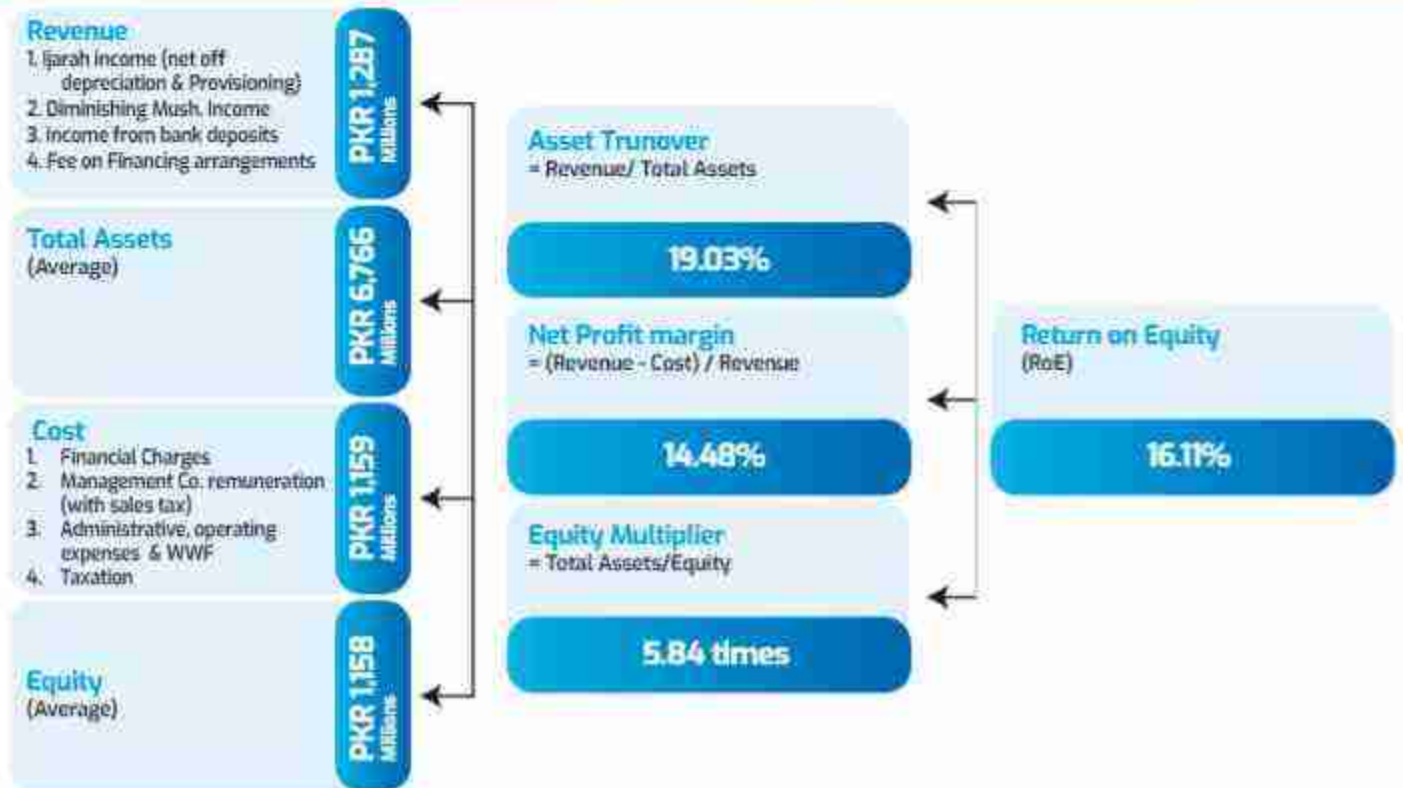 Revenue
1. Ijarah income (net off
depreciation & Provisioning)
2. Diminishing Mush. Income
3. Income from bank deposits
4. Fee on Financing arrangements
PKR 1,287
Millions
Total Assets
(Average)
PKR 6,766
Millions
Cost
1. Financial Charges
2. Management Co. remuneration
(with sales tax)
3. Administrative, operating
expenses & WWF
4. Taxation
PKR 1,159
Millions
Equity
(Average)
PKR 1,158
Millions
Asset Trunover
= Revenue/ Total Assets
19.03%
Net Profit margin
= (Revenue - Cost) / Revenue
14.48%
Equity Multiplier
= Total Assets/Equity
5.84 times
Return on Equity
(RoE)
16.11%